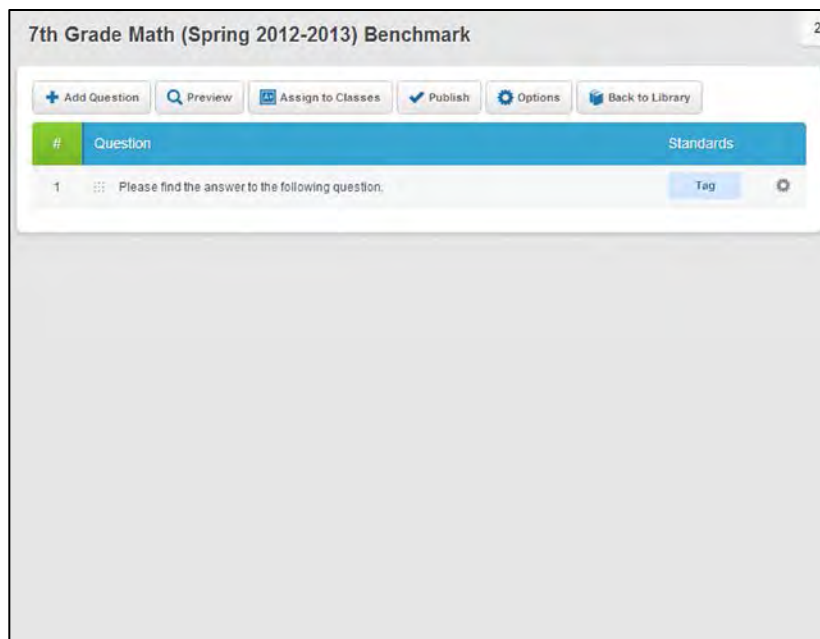 7th Grade Math (Spring 2012-2013) Benchmark
2
Add Question Preview A+ Assign to Classes Publish Options Back to Library
# Question Standards
1 Please find the answer to the following question. Tag